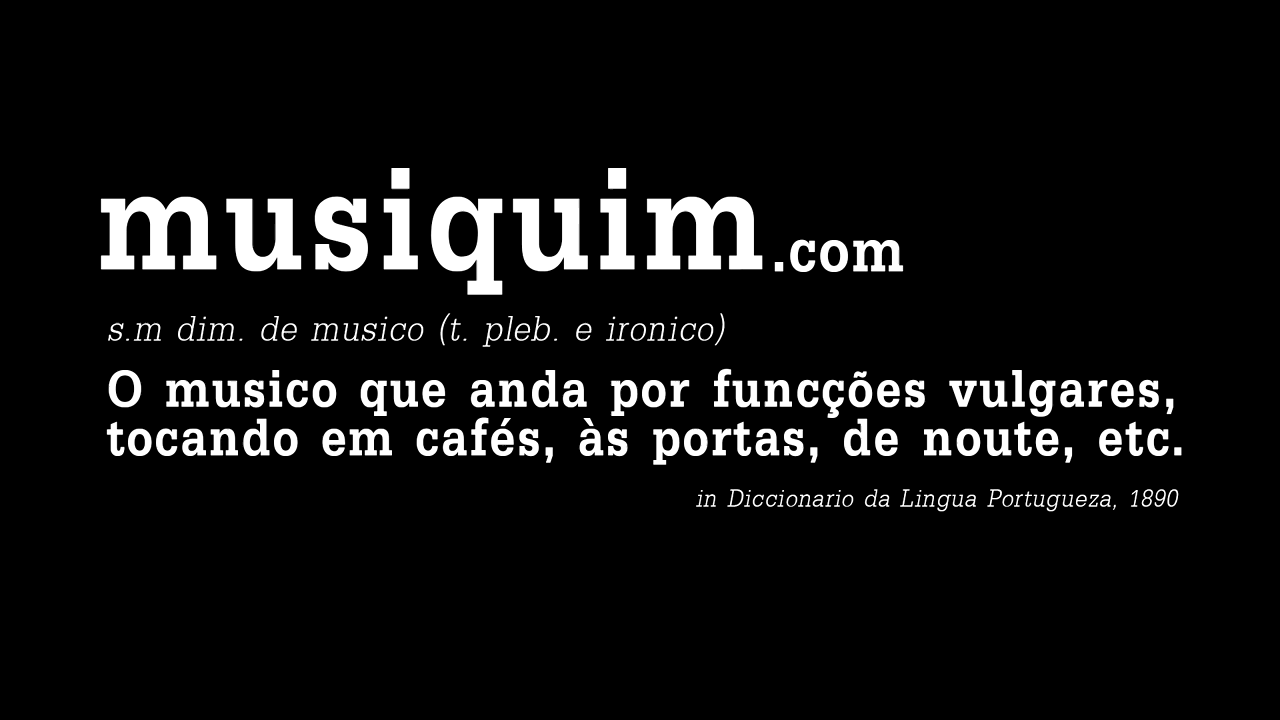 musiquim.com
s.m dim. de musico (t. pleb. e ironico)
O musico que anda por funcções vulgares,
tocando em cafés, às portas, de noute, etc.
in Diccionario da Lingua Portugueza, 1890